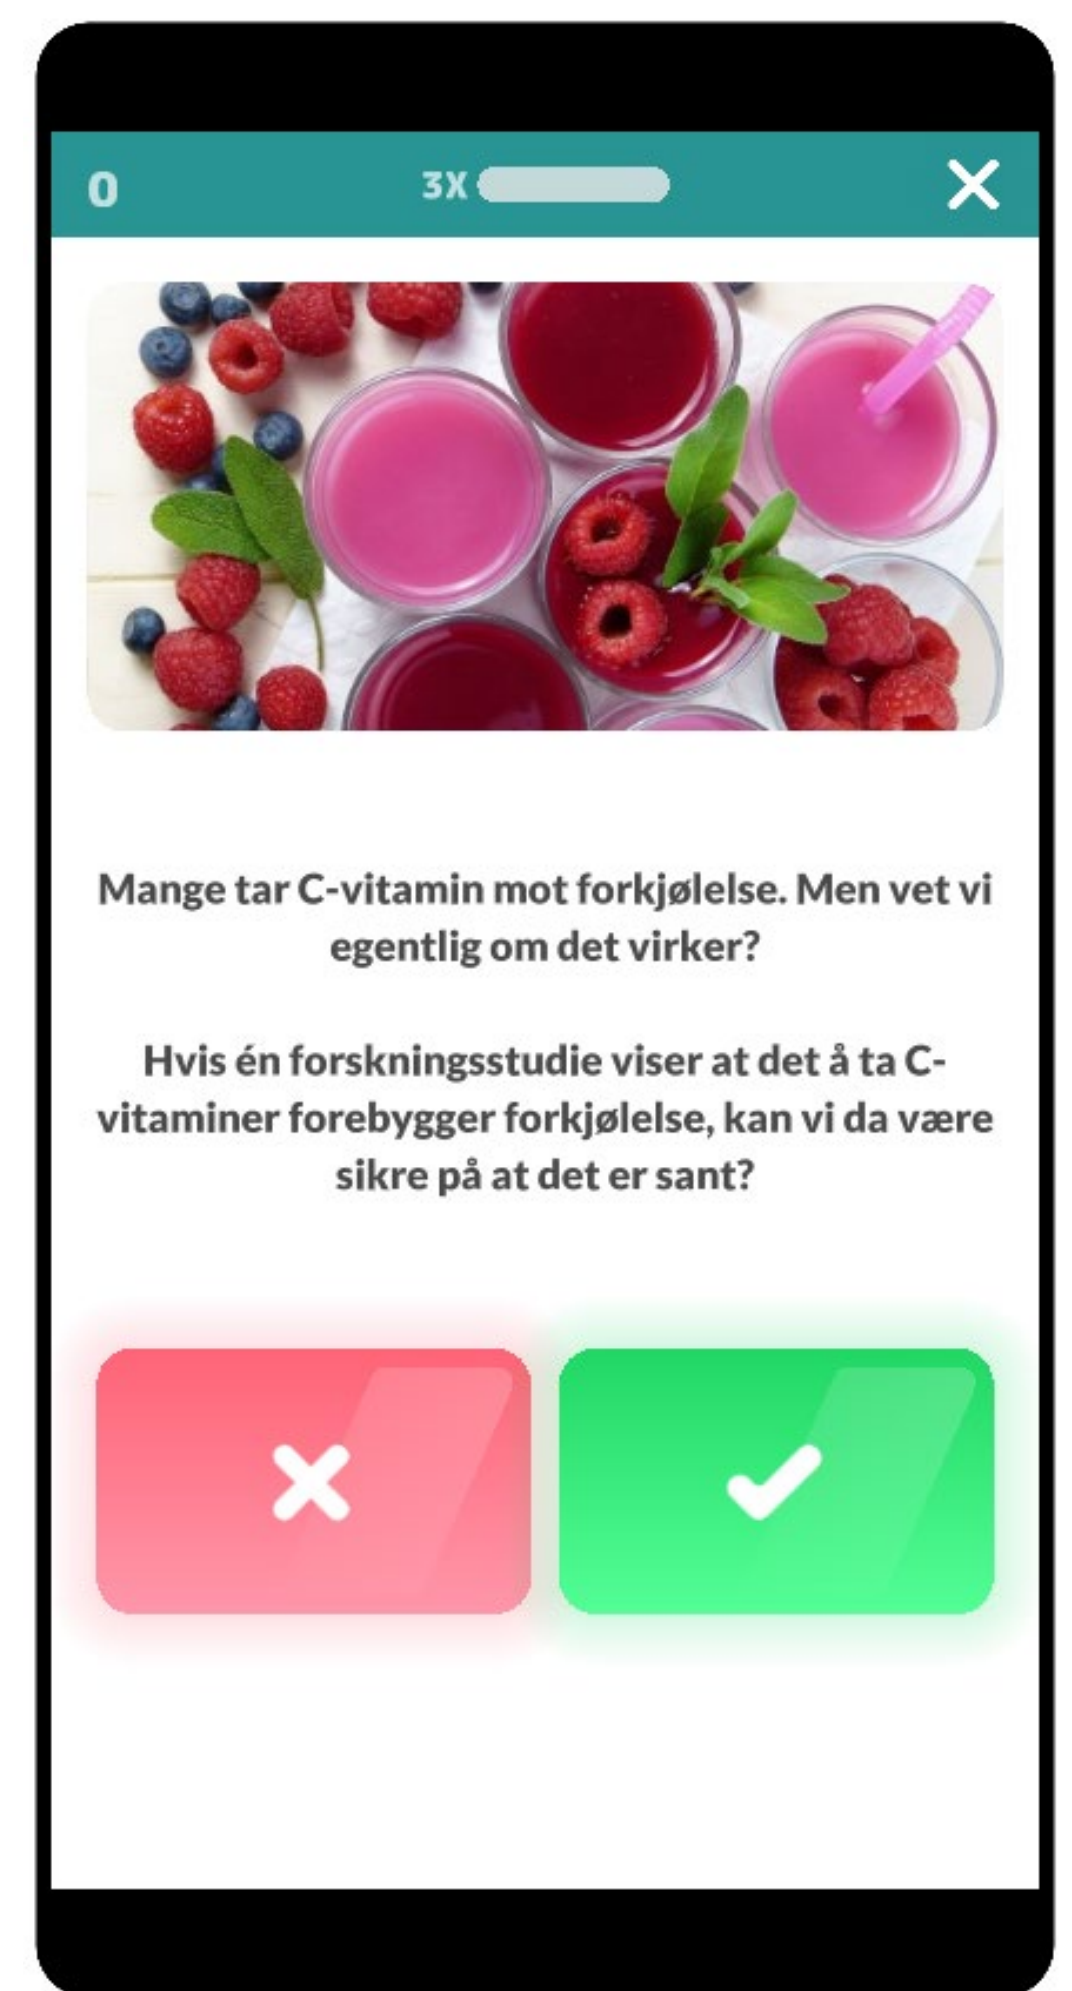 0
3X
Mange tar C-vitamin mot forkjølelse. Men vet vi
egentlig om det virker?
Hvis én forskningsstudie viser at det å ta C-
vitaminer forebygger forkjølelse, kan vi da være
sikre på at det er sant?